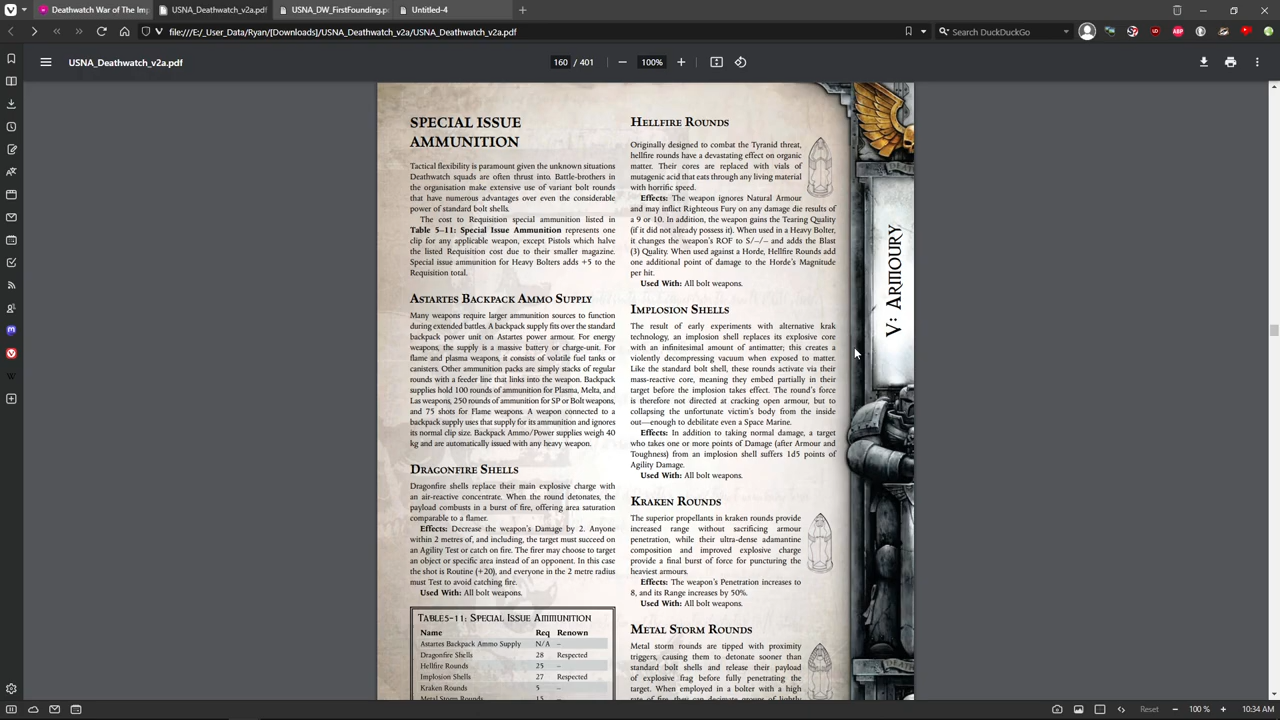 Deathwatch War of The Imp
USNA_Deathwatch_v2a.pdf
USNA_DW_FirstFounding.p
Untitled-4
file:///E:/_User_Data/Ryan/[Downloads]/USNA_Deathwatch_v2a/USNA_Deathwatch_v2a.pdf
Search DuckDuckGo
USNA_Deathwatch_v2a.pdf
160 / 401
100%
SPECIAL ISSUE
AMMUNITION
Tactical flexibility is paramount given the unknown situations
Deathwatch squads are often thrust into. Battle-brothers in
the organisation make extensive use of variant bolt rounds
that have numerous advantages over even the considerable
power of standard bolt shells.
The cost to Requisition special ammunition listed in
Table 5–11: Special Issue Ammunition represents one
clip for any applicable weapon, except Pistols which halve
the listed Requisition cost due to their smaller magazine.
Special issue ammunition for Heavy Bolters adds +5 to the
Requisition total.
Astartes Backpack Ammo Supply
Many weapons require larger ammunition sources to function
during extended battles. A backpack supply fits over the standard
backpack power unit on Astartes power armour. For energy
weapons, the supply is a massive battery or charge-unit. For
flame and plasma weapons, it consists of volatile fuel tanks or
canisters. Other ammunition packs are simply stacks of regular
rounds with a feeder line that links into the weapon. Backpack
supplies hold 100 rounds of ammunition for Plasma, Melta, and
Las weapons, 250 rounds of ammunition for SP or Bolt weapons,
and 75 shots for Flame weapons. A weapon connected to a
backpack supply uses that supply for its ammunition and ignores
its normal clip size. Backpack Ammo/Power supplies weigh 40
kg and are automatically issued with any heavy weapon.
Dragonfire Shells
Dragonfire shells replace their main explosive charge with
an air-reactive concentrate. When the round detonates, the
payload combusts in a burst of fire, offering area saturation
comparable to a flamer.
Effects: Decrease the weapon's Damage by 2. Anyone
within 2 metres of, and including, the target must succeed on
an Agility Test or catch on fire. The firer may choose to target
an object or specific area instead of an opponent. In this case
the shot is Routine (+20), and everyone in the 2 metre radius
must Test to avoid catching fire.
Used With: All bolt weapons.
Table5-11: Special Issue Ammunition
Name Req Renown
Astartes Backpack Ammo Supply N/A –
Dragonfire Shells 28 Respected
Hellfire Rounds 25 –
Implosion Shells 27 Respected
Kraken Rounds 5 –
Metal Storm Rounds 15
Hellfire Rounds
Originally designed to combat the Tyranid threat,
hellfire rounds have a devastating effect on organic
matter. Their cores are replaced with vials of
mutagenic acid that eats through any living material
with horrific speed.
Effects: The weapon ignores Natural Armour
and may inflict Righteous Fury on any damage die results of
a 9 or 10. In addition, the weapon gains the Tearing Quality
(if it did not already possess it). When used in a Heavy Bolter,
it changes the weapon's ROF to S/–/– and adds the Blast
(3) Quality. When used against a Horde, Hellfire Rounds add
one additional point of damage to the Horde's Magnitude
per hit.
Used With: All bolt weapons.
Implosion Shells
The result of early experiments with alternative krak
technology, an implosion shell replaces its explosive core
with an infinitesimal amount of antimatter; this creates a
violently decompressing vacuum when exposed to matter.
Like the standard bolt shell, these rounds activate via their
mass-reactive core, meaning they embed partially in their
target before the implosion takes effect. The round's force
is therefore not directed at cracking open armour, but to
collapsing the unfortunate victim's body from the inside
out—enough to debilitate even a Space Marine.
Effects: In addition to taking normal damage, a target
who takes one or more points of Damage (after Armour and
Toughness) from an implosion shell suffers 1d5 points of
Agility Damage.
Used With: All bolt weapons.
Kraken Rounds
The superior propellants in kraken rounds provide
increased range without sacrificing armour
penetration, while their ultra-dense adamantine
composition and improved explosive charge
provide a final burst of force for puncturing the
heaviest armours.
Effects: The weapon's Penetration increases to
8, and its Range increases by 50%.
Used With: All bolt weapons.
Metal Storm Rounds
Metal storm rounds are tipped with proximity
triggers, causing them to detonate sooner than
standard bolt shells and release their payload
of explosive frag before fully penetrating the
target. When employed in a bolter with a high
rate of fire, they can decimate groups of lightly
V: Armoury
Reset
100 %
10:34 AM